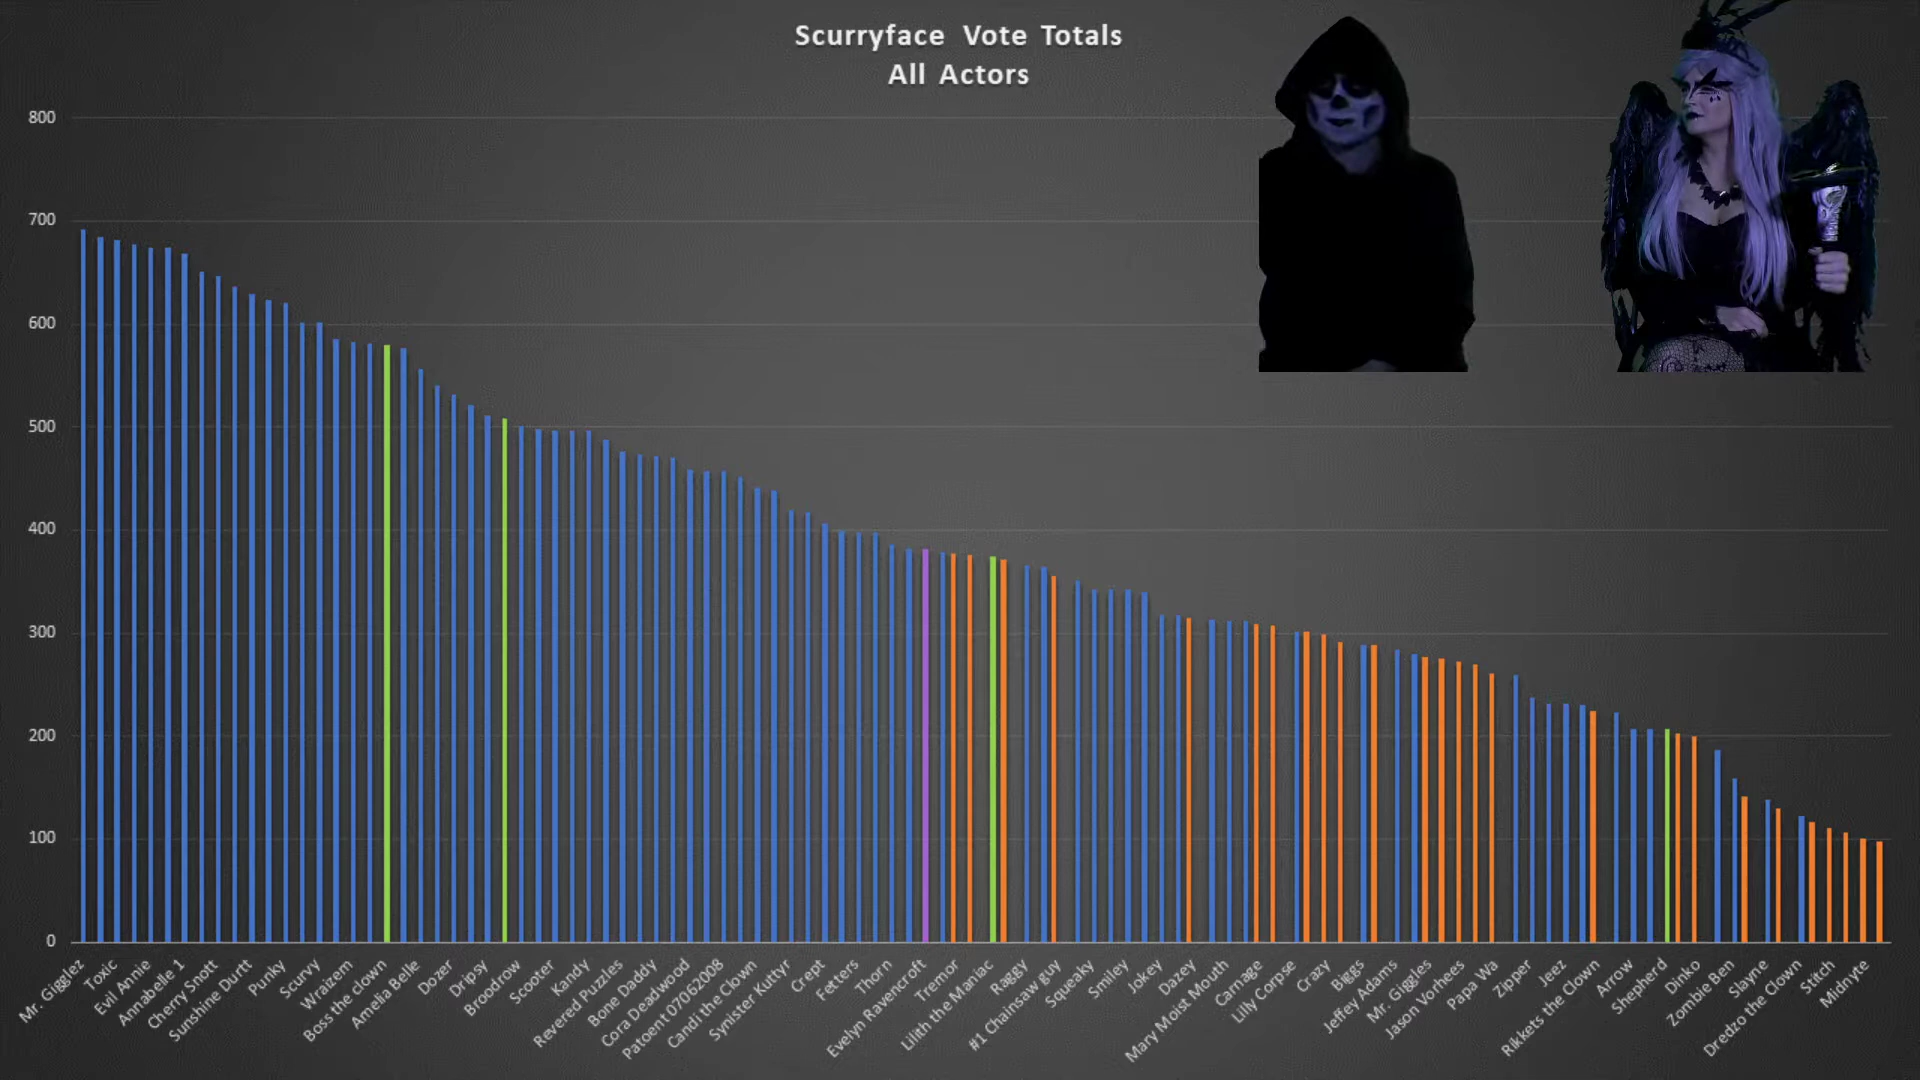 Scurryface Vote Totals
All Actors
800
700
600
500
400
300
200
100
0
Mr. Gigglez
Toxic
Evil Annie
Annabelle 1
Cherry Snott
Sunshine Durtt
Punky
Scurvy
Wraizem
Boss the clown
Amelia Belle
Dozer
Dripsy
Broodrow
Scooter
Kandy
Revered Puzzles
Bone Daddy
Cora Deadwood
Patoent 07062008
Candi the Clown
Synister Kuttyr
Crept
Fetters
Thorn
Evelyn Ravencroft
Tremor
Lilith the Maniac
Raggy
#1 Chainsaw guy
Squeaky
Smiley
Jokey
Dazey
Mary Moist Mouth
Carnage
Lilly Corpse
Crazy
Biggs
Jeffey Adams
Mr. Giggles
Jason Vorhees
Papa Wa
Zipper
Jeez
Rikkets the Clown
Arrow
Shepherd
Dinko
Zombie Ben
Slayne
Dredzo the Clown
Stitch
Midnyte